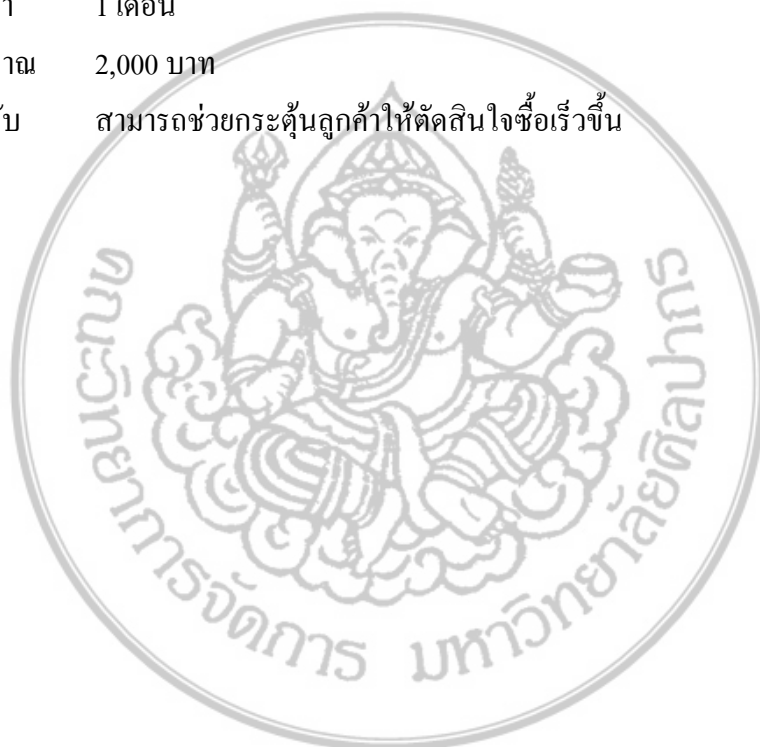 1 เดือน
2,000 บาท
สามารถช่วยกระตุ้นลูกค้าให้ตัดสินใจซื้อเร็วขึ้น
คณะวิทยาการจัดการ มหาวิทยาลัยศิลปากร